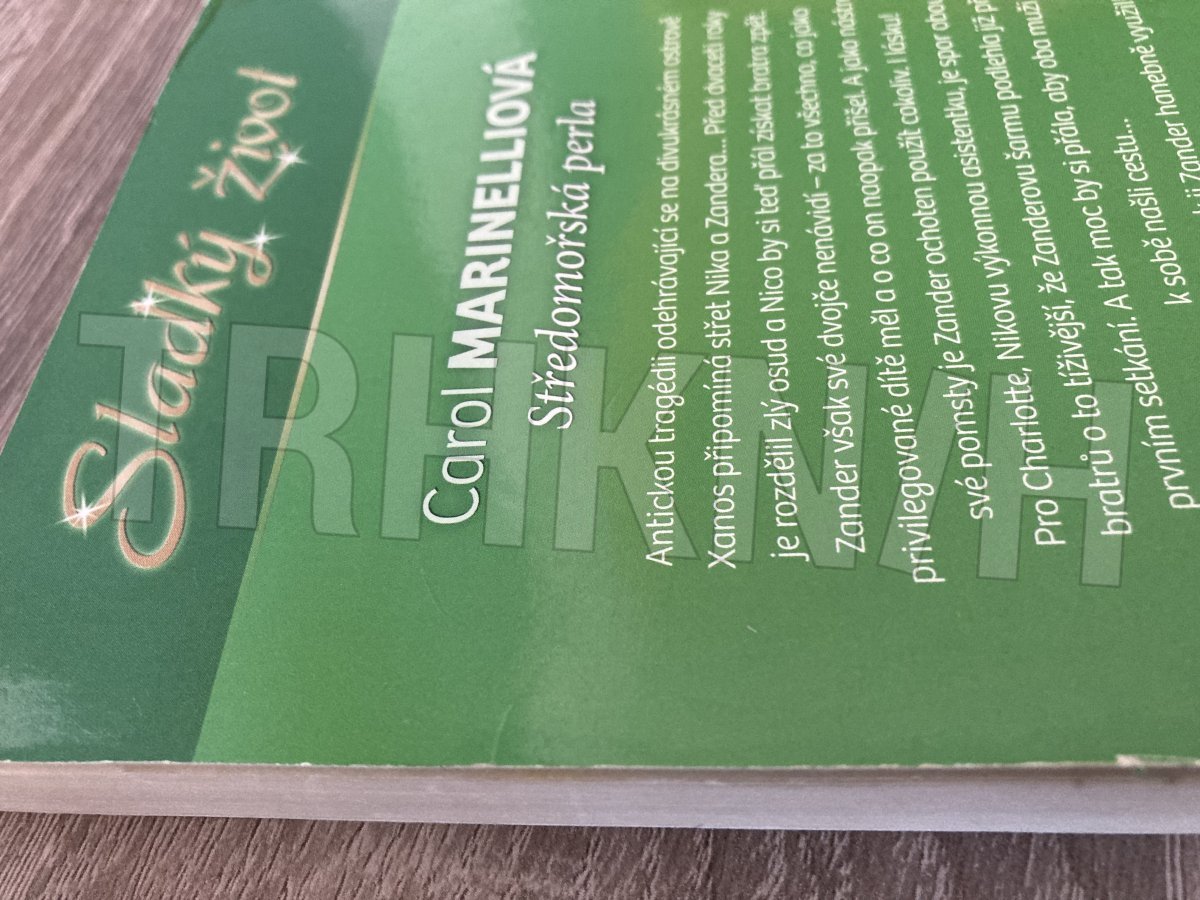 Sladký život
Carol MARINELLIOVÁ
Středomořská perla
Antickou tragédii odehrávající se na divukrásném ostrově
Xanos připomíná střet Nika a Zandera... Před dvaceti roky
je rozdělil zlý osud a Nico by si teď přál získat bratra zpět.
Zander však své dvojče nenávidí – za to všechno, co jako
privilegované dítě měl a o co on naopak přišel. A jako
své pomsty je Zander ochoten použít cokoliv. I lásku!
Pro Charlotte, Nikovu výkonnou asistentku, je spor obou
bratrů o to tíživější, že Zanderovu šarmu podlehla již při
prvním setkání. A tak moc by si přála, aby oba muži
k sobě našli cestu...
Zander hanebně využil
TRHKNIH